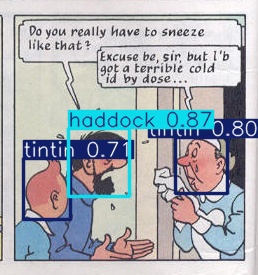 Do you really have to sneeze
like that?
Excuse be, sir, but I'b
got a terrible cold
id by dose...
haddock 0.87
tintin 0.80
tintin 0.71